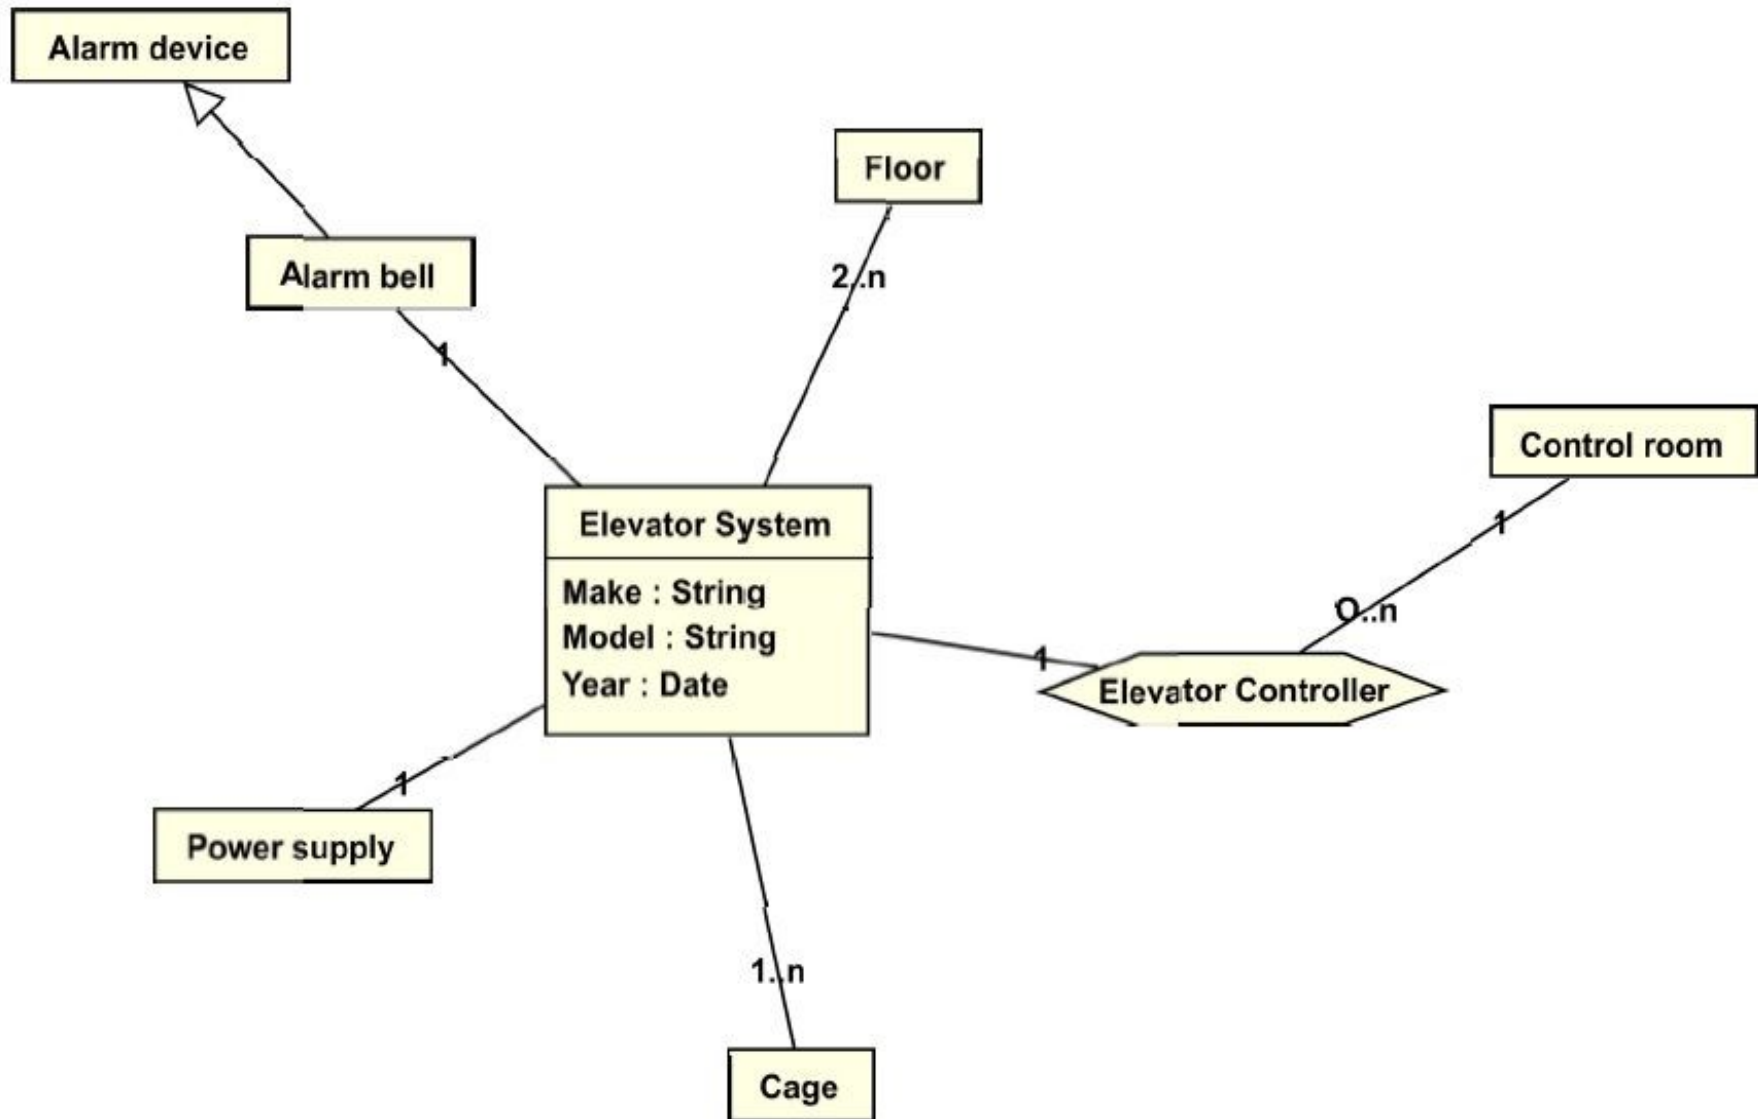 Alarm device
Floor
Alarm bell
2..n
1
Control room
Elevator System
1
Make : String
O..n
Model : String
1
Elevator Controller
Year : Date
1
Power supply
1..n
Cage